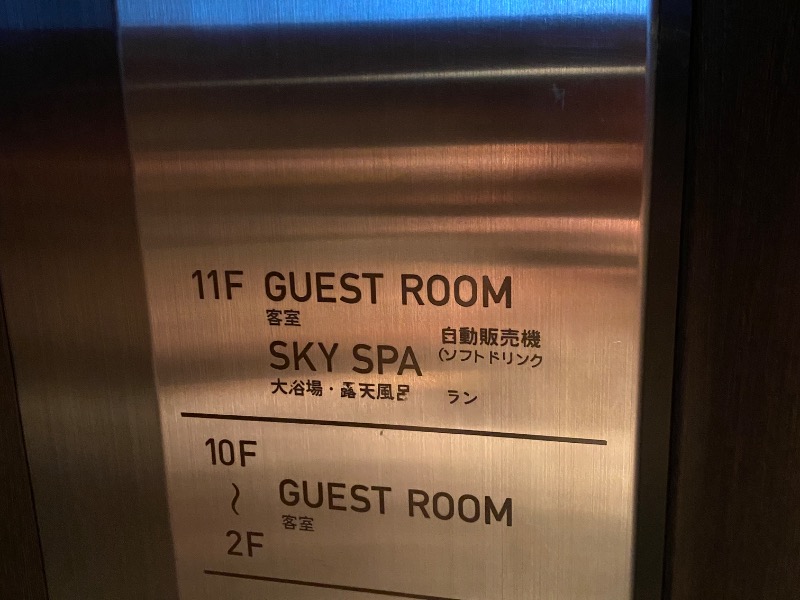 11F GUEST ROOM
客室
自動販売機
SKY SPA (ソフトドリンク
大浴場・露天風呂 ラン
10F
〜 GUEST ROOM
客室
2F